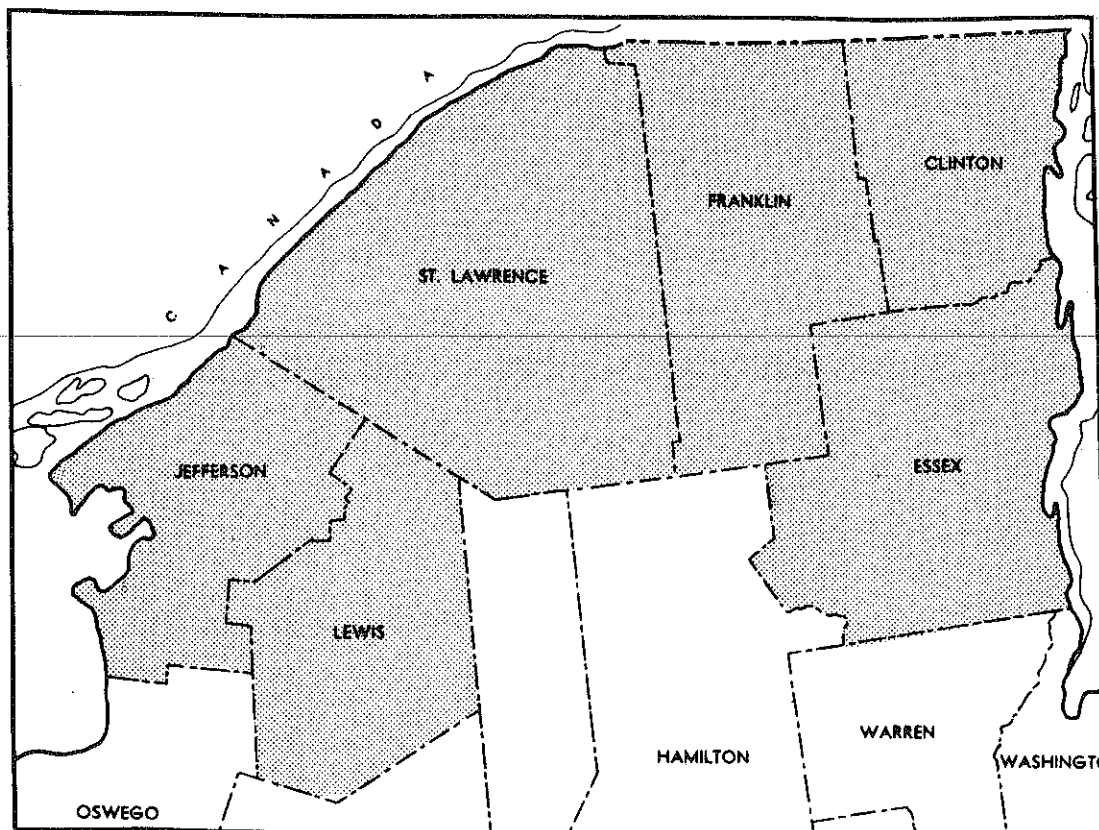 CANADA
CLINTON
FRANKLIN
ST. LAWRENCE
JEFFERSON
ESSEX
LEWIS
WARREN
HAMILTON
WASHINGTO
OSWEGO